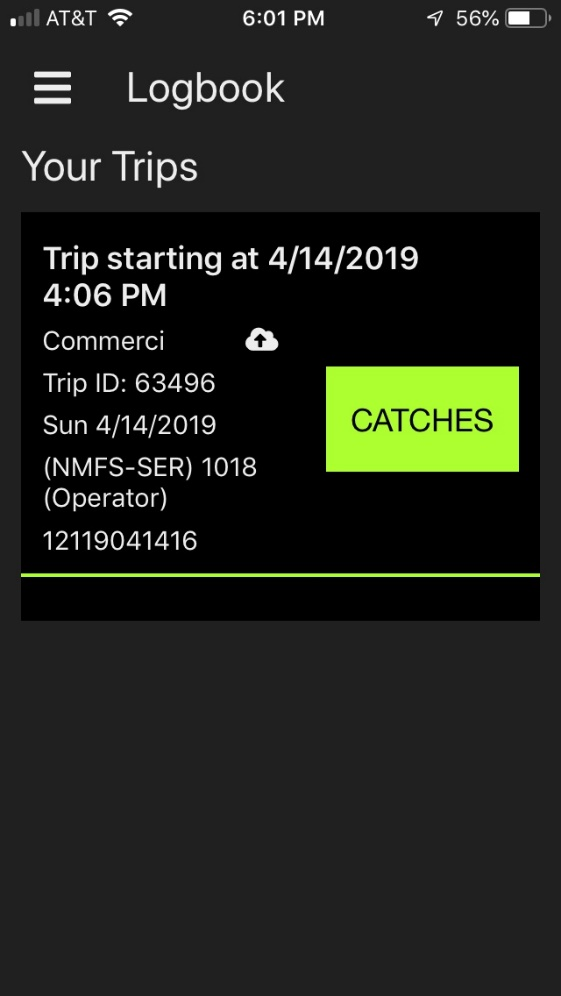 AT&T 6:01 PM 56%
Logbook
Your Trips
Trip starting at 4/14/2019
4:06 PM
Commerci
Trip ID: 63496
Sun 4/14/2019
(NMFS-SER) 1018
(Operator)
12119041416
CATCHES